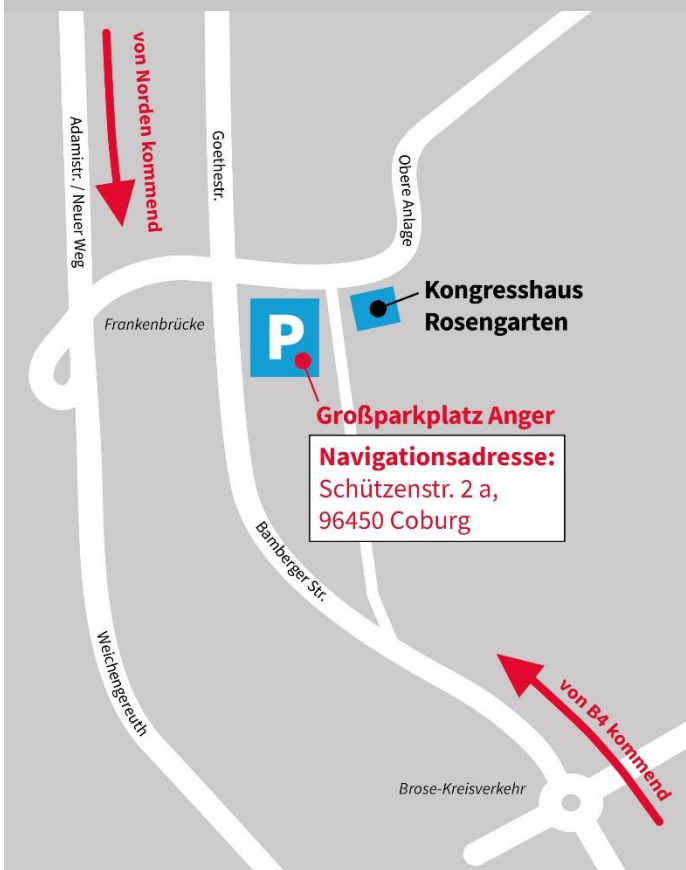 von Norden kommend
Adamistr. / Neuer Weg
Goethestr.
Obere Anlage
Kongresshaus
Rosengarten
Frankenbrücke
P
Großparkplatz Anger
Navigationsadresse:
Schützenstr. 2 a,
96450 Coburg
Bamberger Str.
Weichengereuth
von B4 kommend
Brose-Kreisverkehr